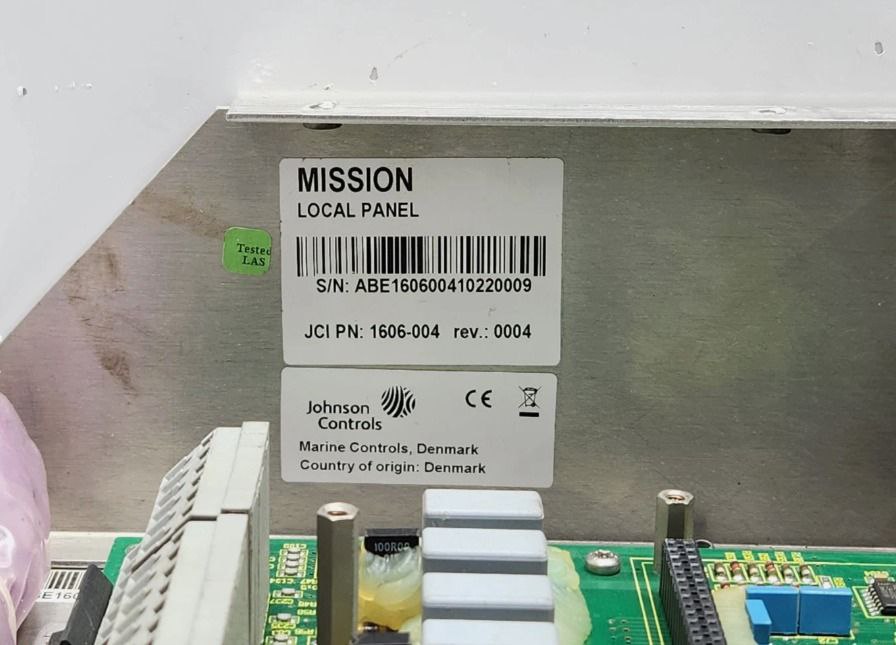 MISSION
LOCAL PANEL
Tested
LAS
S/N: ABE160600410220009
JCI PN: 1606-004 rev.: 0004
Johnson
Controls
CE
Marine Controls, Denmark
Country of origin: Denmark
100R0